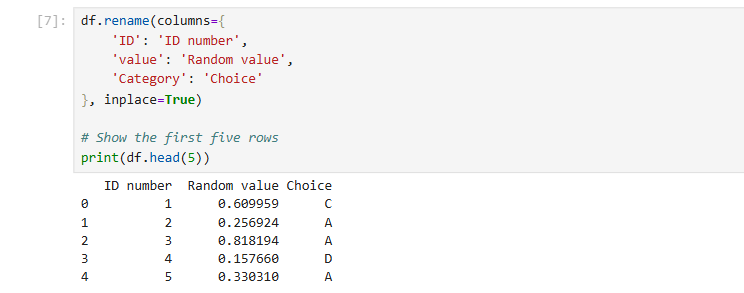 [7]: df.rename(columns={
'ID': 'ID number',
'value': 'Random value',
'Category': 'Choice'
}, inplace=True)
# Show the first five rows
print(df.head(5))
ID number Random value Choice
0 1 0.609959 C
1 2 0.256924 A
2 3 0.818194 A
3 4 0.157660 D
4 5 0.330310 A